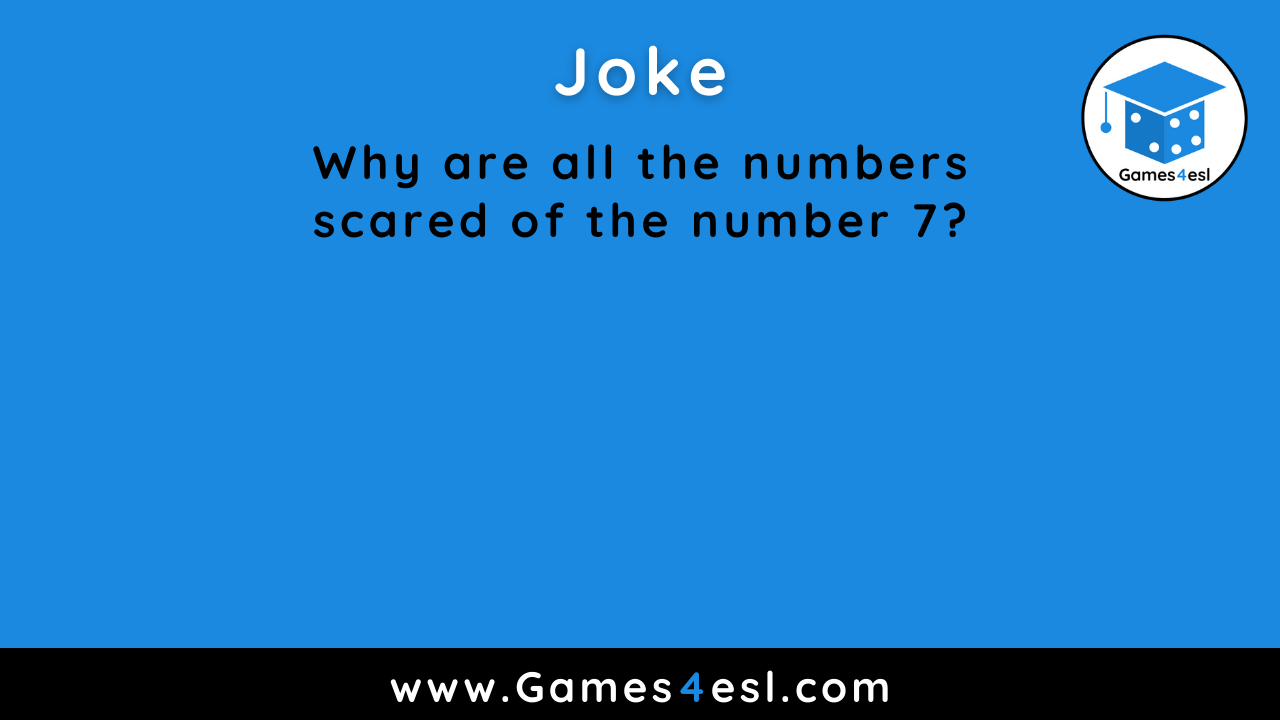 Joke
Why are all the numbers
scared of the number 7?
Games4esl
www.Games4esl.com